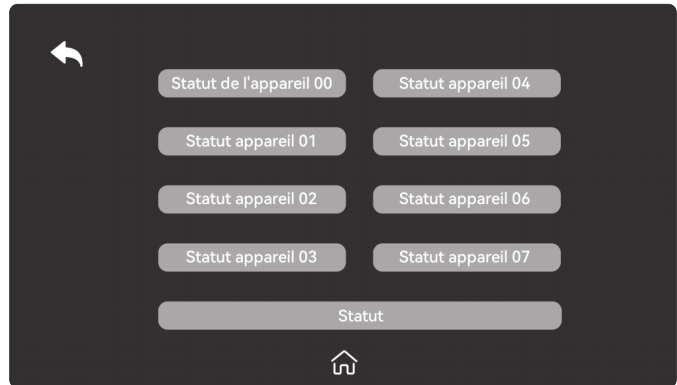 Statut de l'appareil 00
Statut appareil 04
Statut appareil 01
Statut appareil 05
Statut appareil 02
Statut appareil 06
Statut appareil 03
Statut appareil 07
Statut